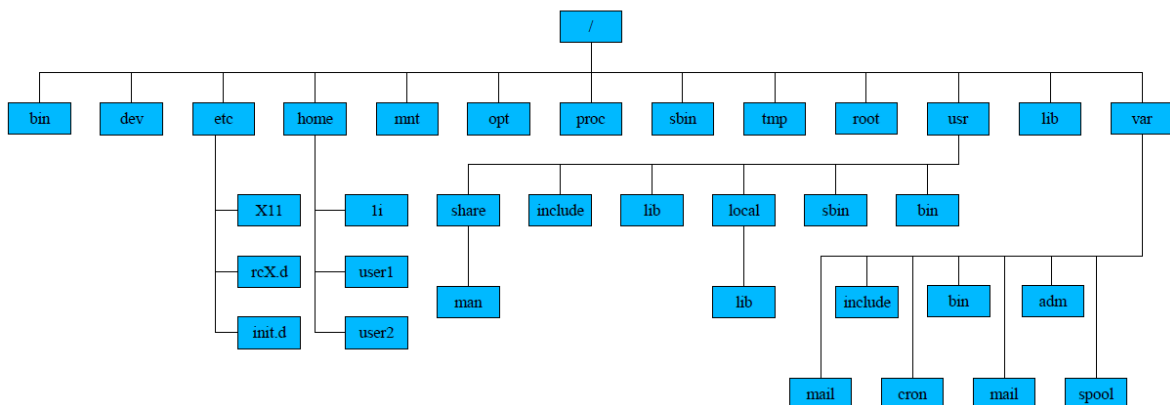 /
bin dev etc home mnt opt proc sbin tmp root usr lib var
X11 1i share include lib local sbin bin
rcX.d user1
man lib include bin adm
init.d user2
mail cron mail spool